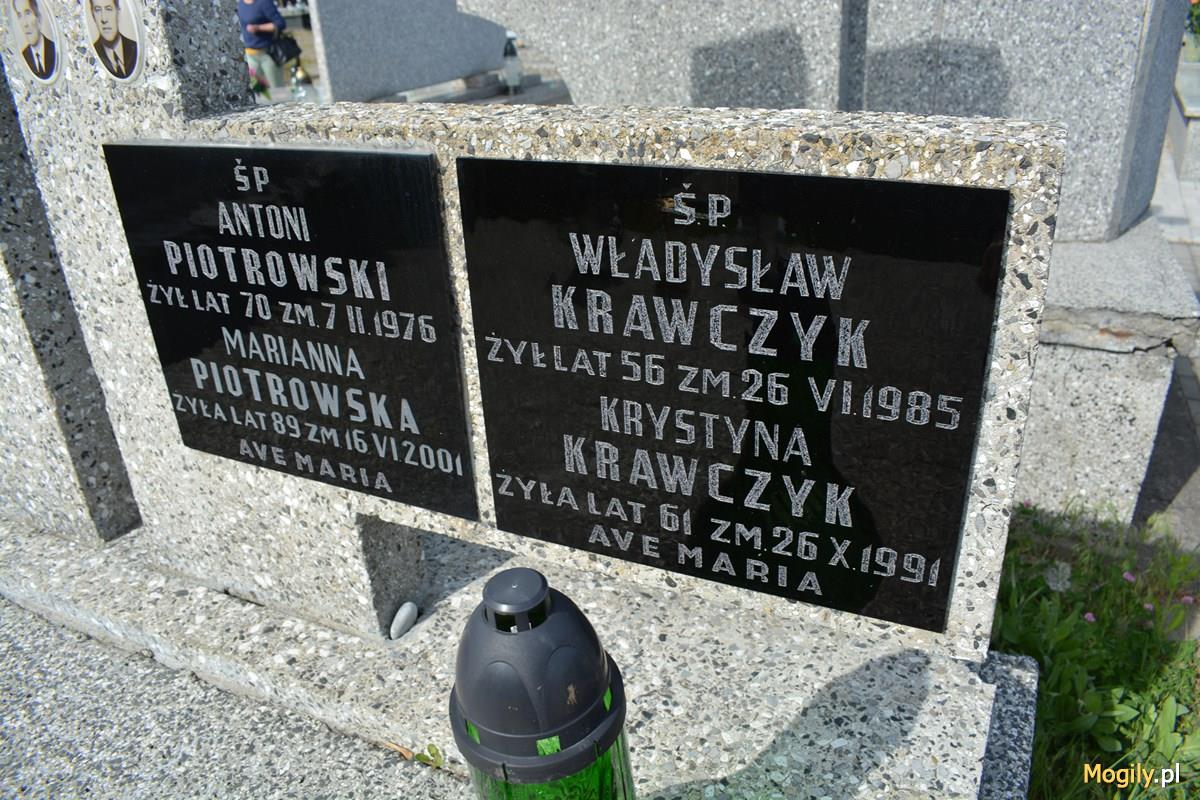 ŚP
ANTONI
PIOTROWSKI
ŻYŁ LAT 70 ZM.7 II.1976
MARIANNA
PIOTROWSKA
ŻYŁA LAT 89 ZM 16.VI 2001
AVE MARIA
Ś.P.
WŁADYSŁAW
KRAWCZYK
ŻYŁ LAT 56 ZM.26 VI.1985
KRYSTYNA
KRAWCZYK
ŻYŁA LAT 61 ZM.26 X.1991
AVE MARIA
Mogily.pl